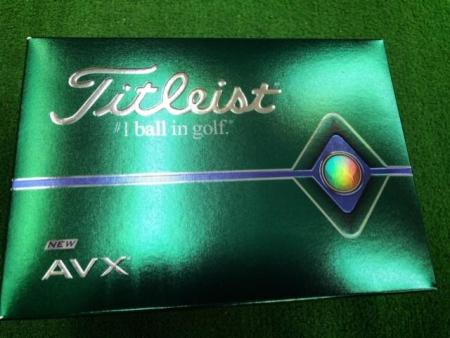 Titleist
#1 ball in golf.®
NEW
AVX